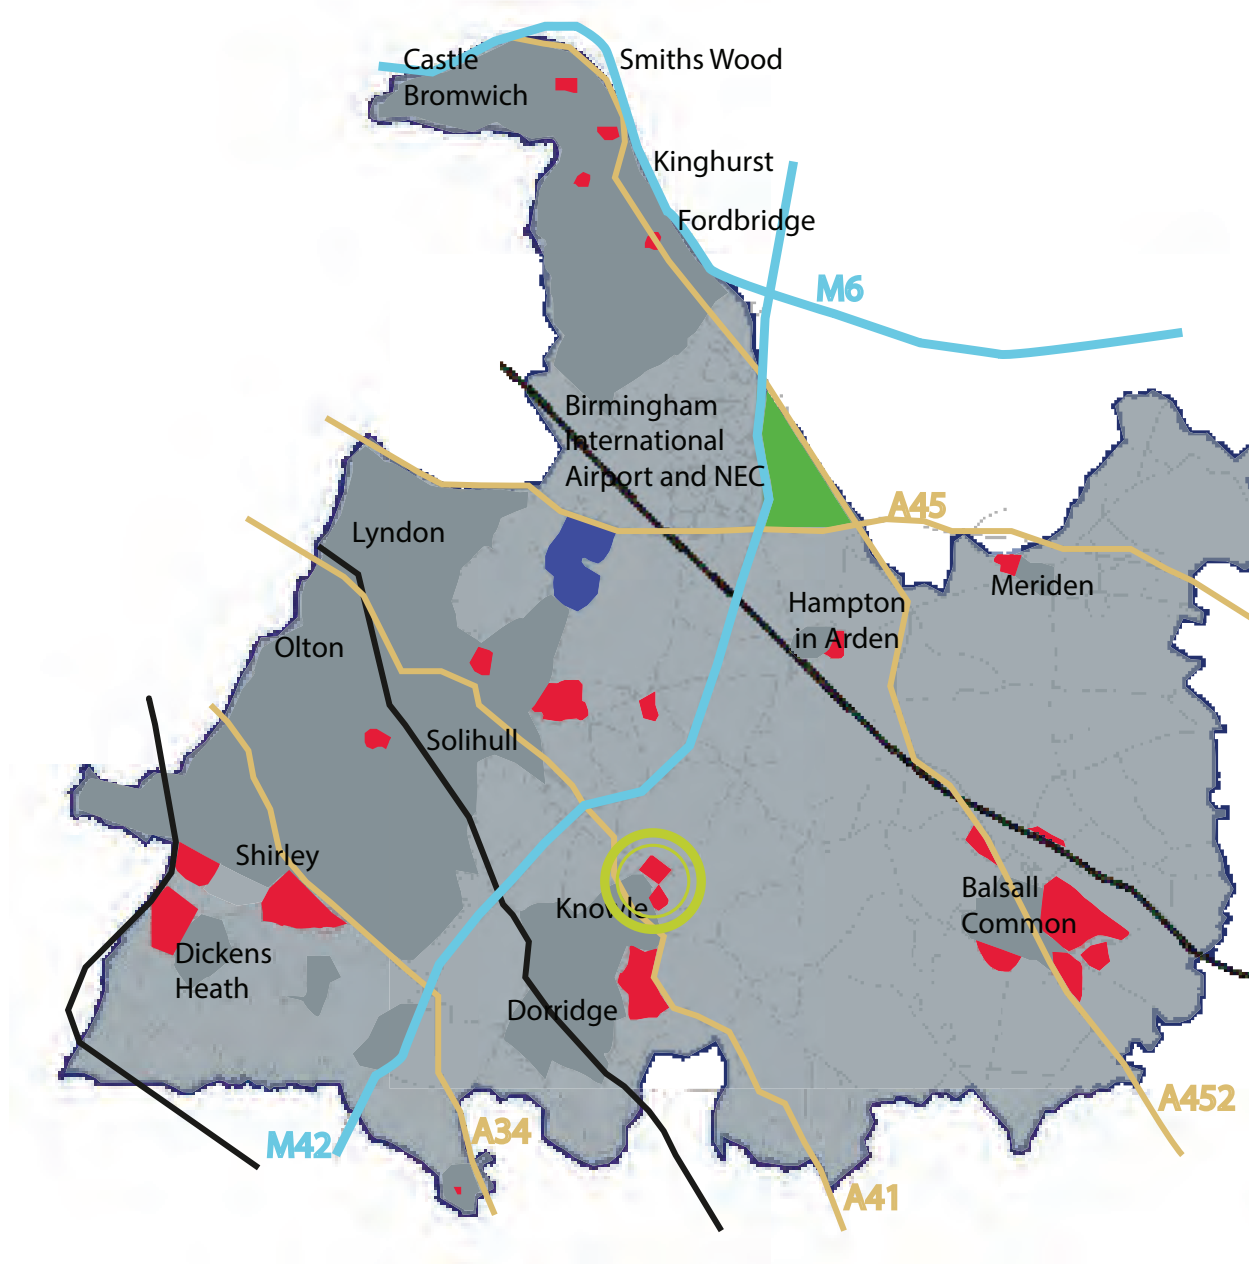 Castle
Bromwich
Smiths Wood
Kinghurst
Fordbridge
M6
Birmingham
International
Airport and NEC
A45
Lyndon
Meriden
Hampton
in Arden
Olton
Solihull
Shirley
Knowle
Balsall
Common
Dickens
Heath
Dorridge
A452
M42
A34
A41